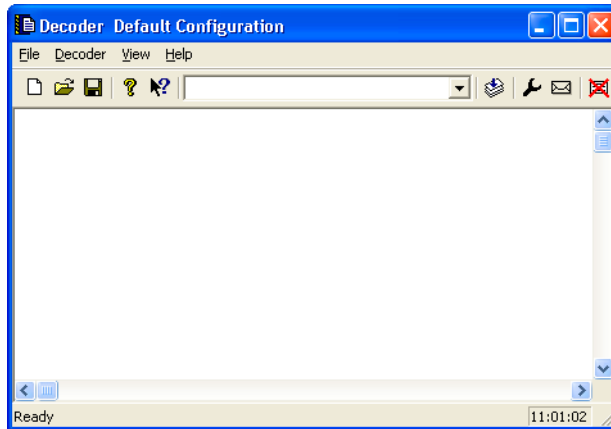 Decoder Default Configuration
File Decoder View Help
Ready 11:01:02